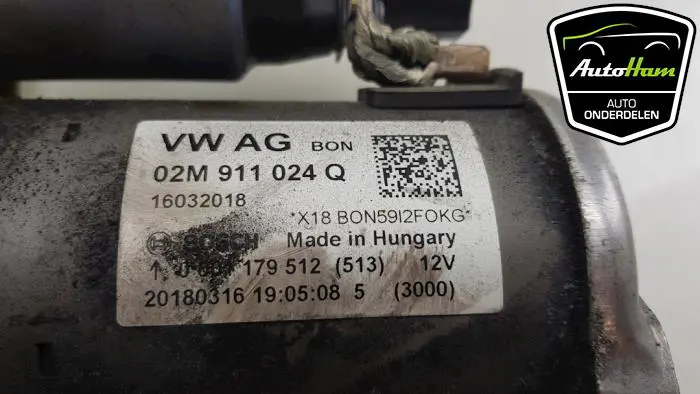 AutoHam
AUTO
ONDERDELEN
VW AG BON
02M 911 024 Q
16032018
*X18 BON59I2FOKG*
BOSCH Made in Hungary
179 512 (513) 12V
20180316 19:05:08 5 (3000)